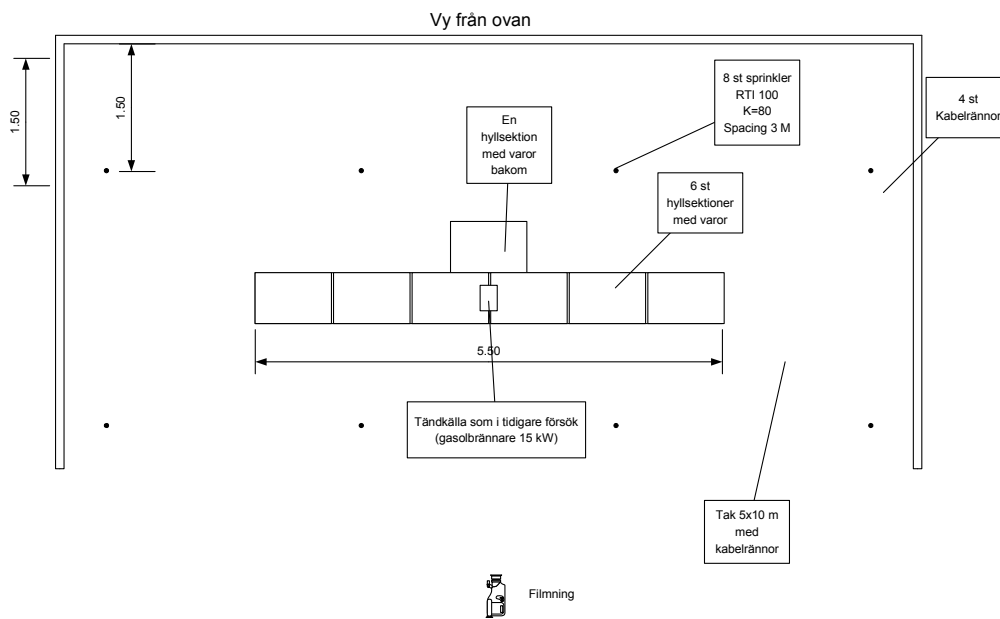 Vy från ovan
1.50
1.50
8 st sprinkler
RTI 100
K=80
Spacing 3 M
4 st
Kabelrännor
En
hyllsektion
med varor
bakom
6 st
hyllsektioner
med varor
5.50
Tändkälla som i tidigare försök
(gasolbrännare 15 kW)
Tak 5x10 m
med
kabelrännor
Filmning